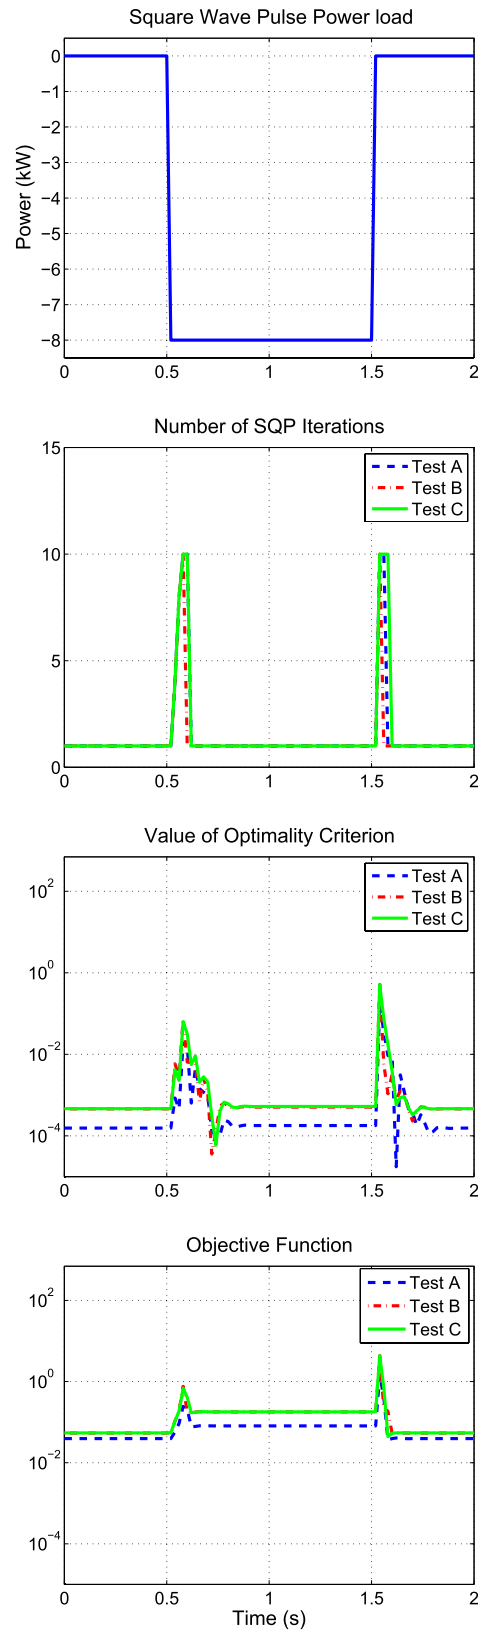 Square Wave Pulse Power load
0
−1
−2
−3
−4
−5
−6
−7
−8
Power (kW)
0 0.5 1 1.5 2
Number of SQP Iterations
15
10
5
0
Test A
Test B
Test C
0 0.5 1 1.5 2
Value of Optimality Criterion
10^2
10^0
10^−2
10^−4
Test A
Test B
Test C
0 0.5 1 1.5 2
Objective Function
10^2
10^0
10^−2
10^−4
Test A
Test B
Test C
0 0.5 1 1.5 2
Time (s)